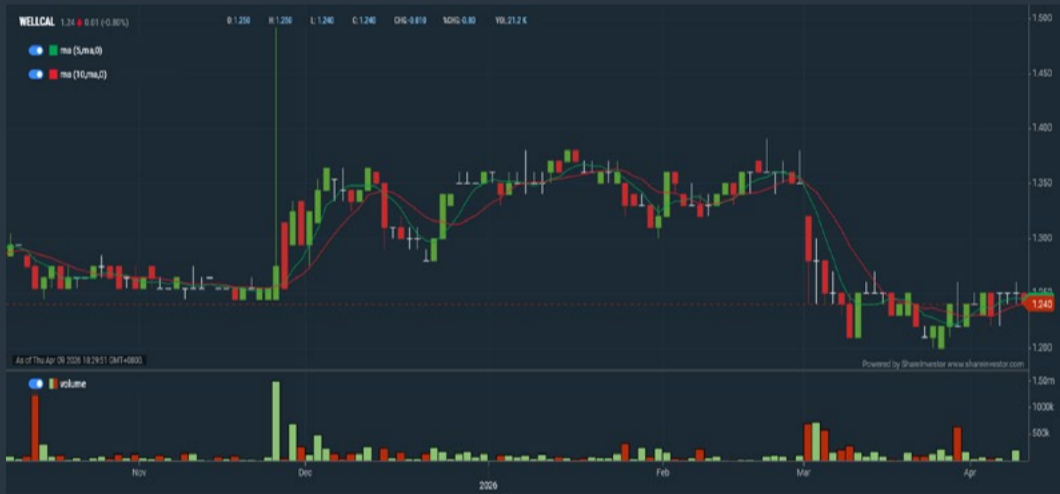 WELLCAL 1.24 0.01 (-0.80%) O: 1.250 H: 1.250 L: 1.240 C: 1.240 CHG:-0.010 %CHG:-0.80 VOL: 21.2 K
ma (5,ma,0)
ma (10,ma,0)
1.500
1.450
1.400
1.350
1.300
1.240
1.200
As of Thu Apr 09 2026 18:29:51 GMT+0800.
Powered by ShareInvestor www.shareinvestor.com
volume
1.50m
1000k
500k
Nov Dec Feb Mar Apr
2026